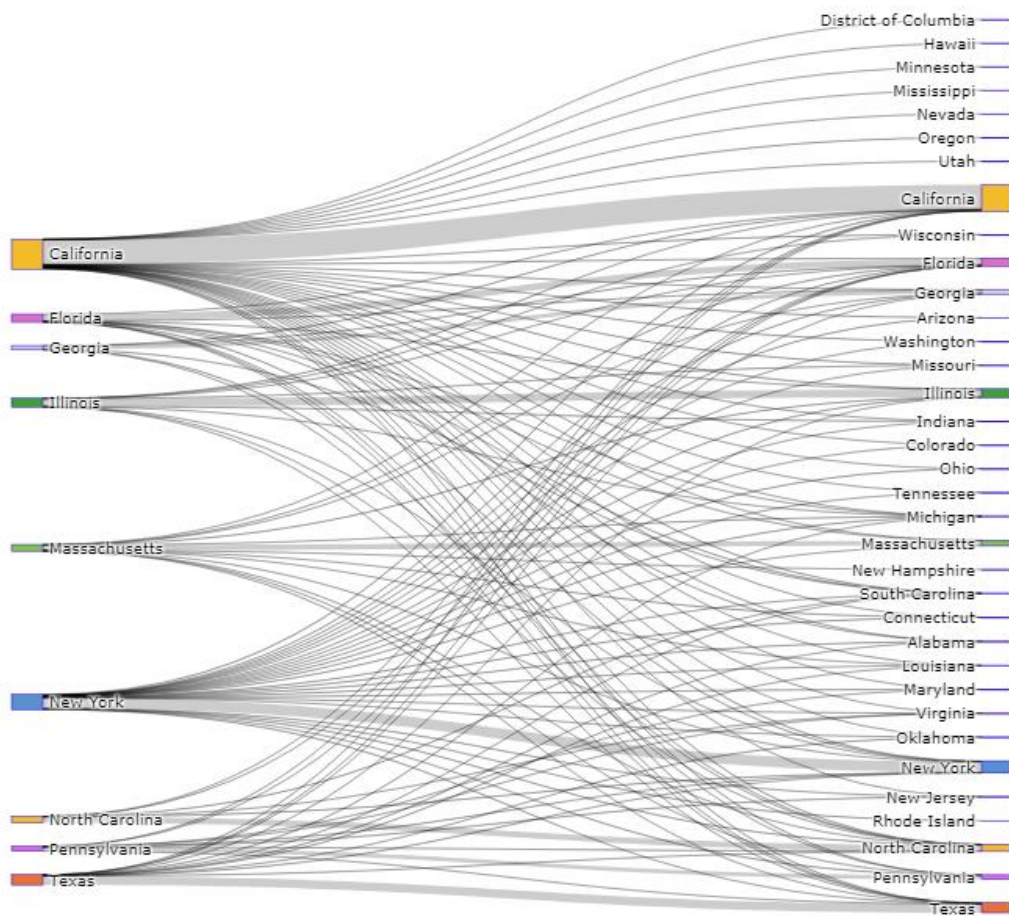 California
Florida
Georgia
Illinois
Massachusetts
New York
North Carolina
Pennsylvania
Texas
District of Columbia
Hawaii
Minnesota
Mississippi
Nevada
Oregon
Utah
California
Wisconsin
Florida
Georgia
Arizona
Washington
Missouri
Illinois
Indiana
Colorado
Ohio
Tennessee
Michigan
Massachusetts
New Hampshire
South Carolina
Connecticut
Alabama
Louisiana
Maryland
Virginia
Oklahoma
New York
New Jersey
Rhode Island
North Carolina
Pennsylvania
Texas